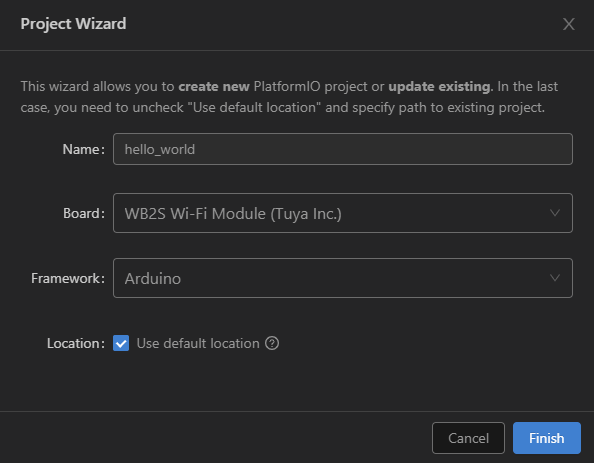 Project Wizard
This wizard allows you to create new PlatformIO project or update existing. In the last
case, you need to uncheck "Use default location" and specify path to existing project.
Name: hello_world
Board: WB2S Wi-Fi Module (Tuya Inc.)
Framework: Arduino
Location: Use default location
Cancel Finish